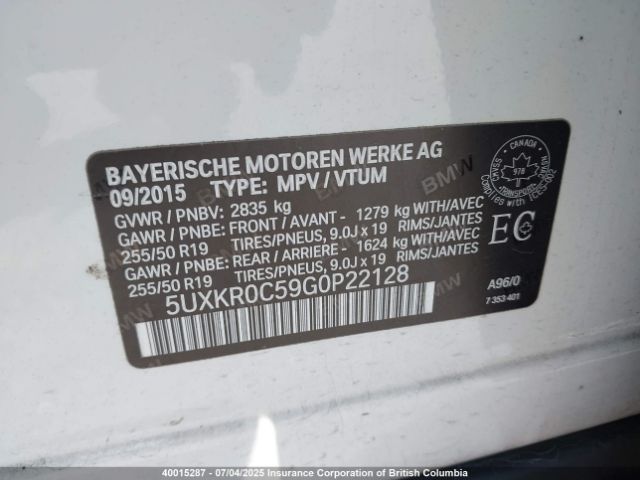 BAYERISCHE MOTOREN WERKE AG
09/2015 TYPE: MPV / VTUM
GVWR / PNBV: 2835 kg
GAWR / PNBE: FRONT / AVANT - 1279 kg WITH/AVEC
255/50 R19 TIRES/PNEUS, 9.0J x 19 RIMS/JANTES
GAWR / PNBE: REAR / ARRIERE - 1624 kg WITH/AVEC
255/50 R19 TIRES/PNEUS, 9.0J x 19 RIMS/JANTES
5UXKR0C59G0P22128
CANADA
978
EC
A96/0
7 353 401
BMW
40015287 - 07/04/2025 Insurance Corporation of British Columbia